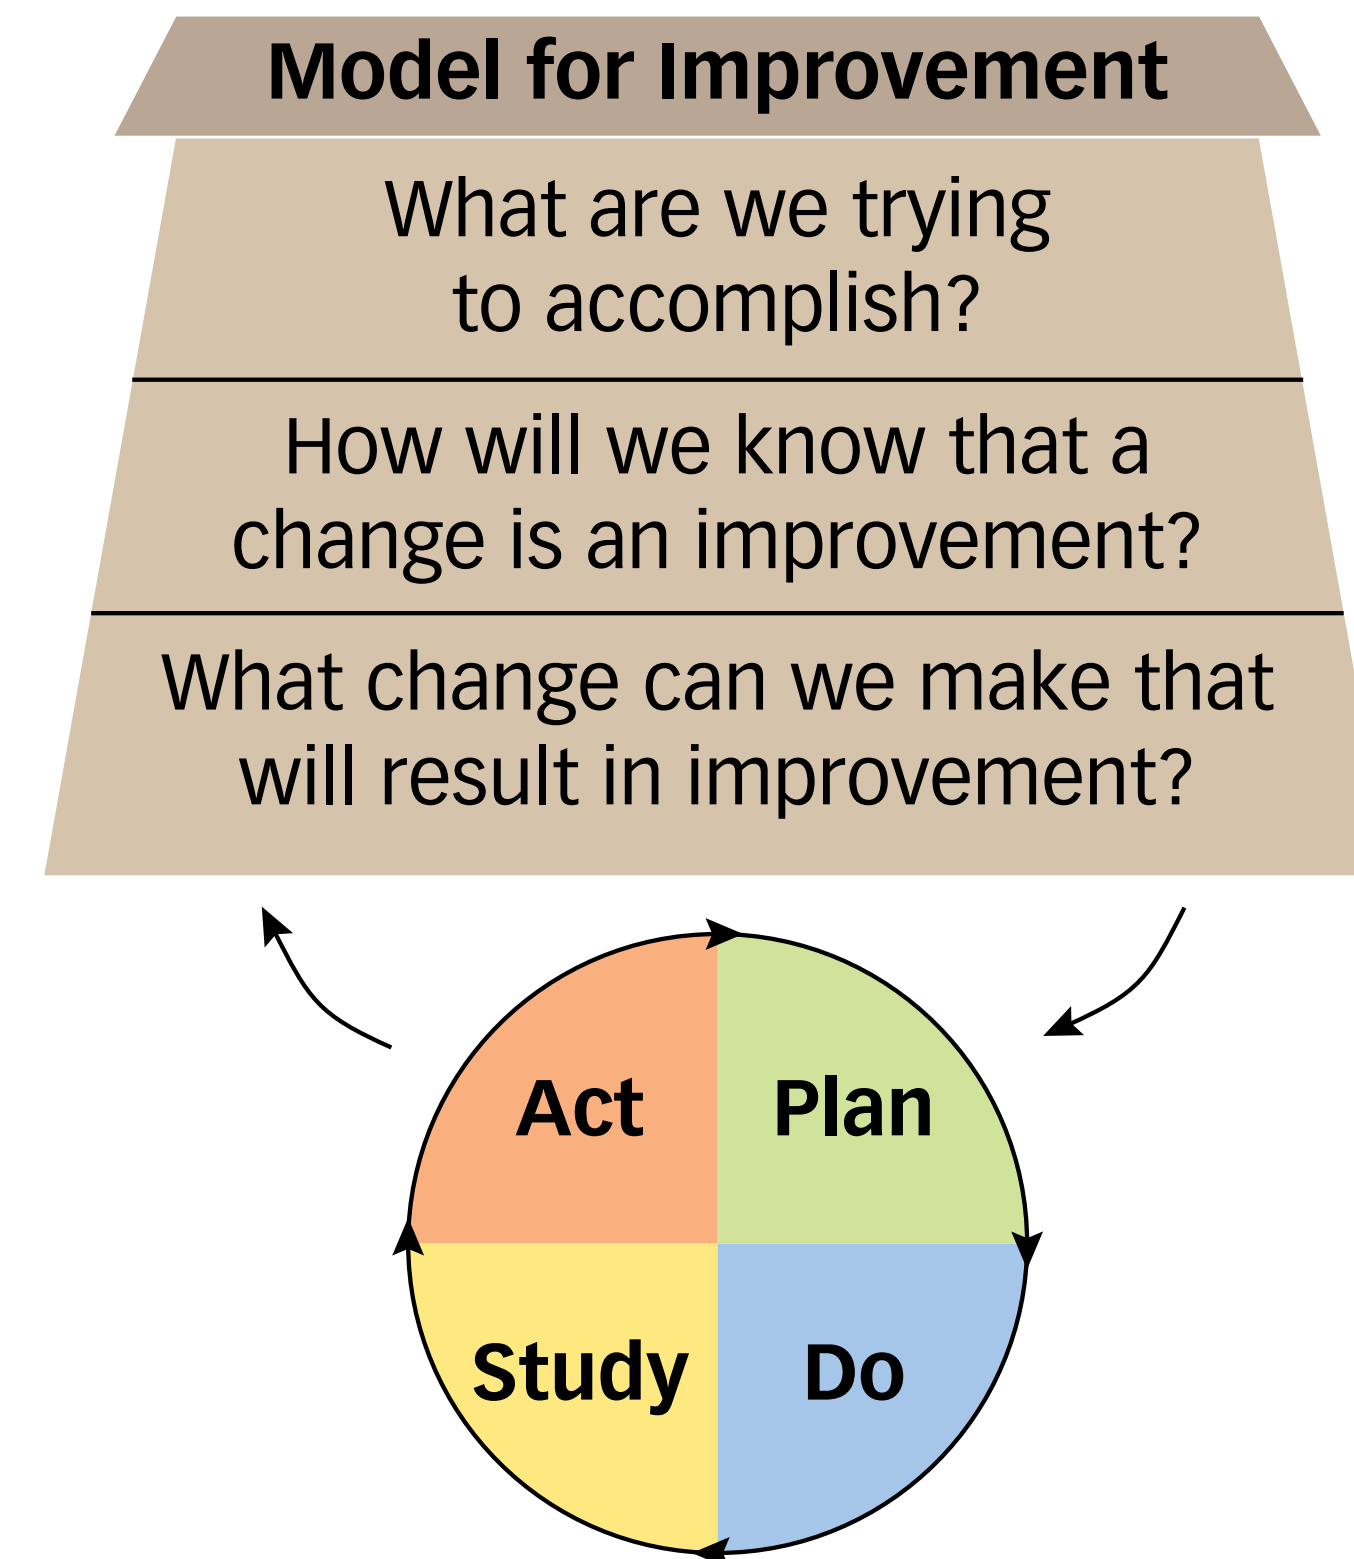 Model for Improvement
What are we trying
to accomplish?
How will we know that a
change is an improvement?
What change can we make that
will result in improvement?
Act
Plan
Study
Do